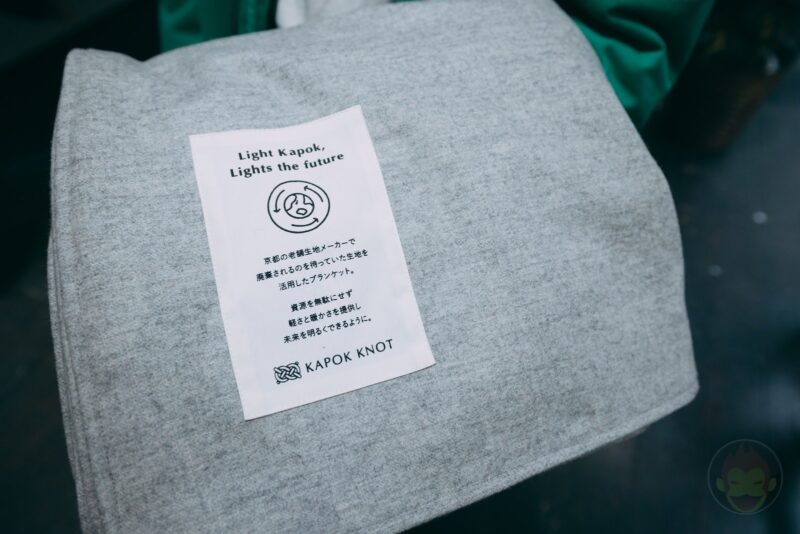 Light Kapok,
Lights the future
京都の老舗生地メーカーで
廃棄されるのを待っていた生地を
活用したブランケット。
資源を無駄にせず
軽さと暖かさを提供し
未来を明るくできるように。
KAPOK KNOT